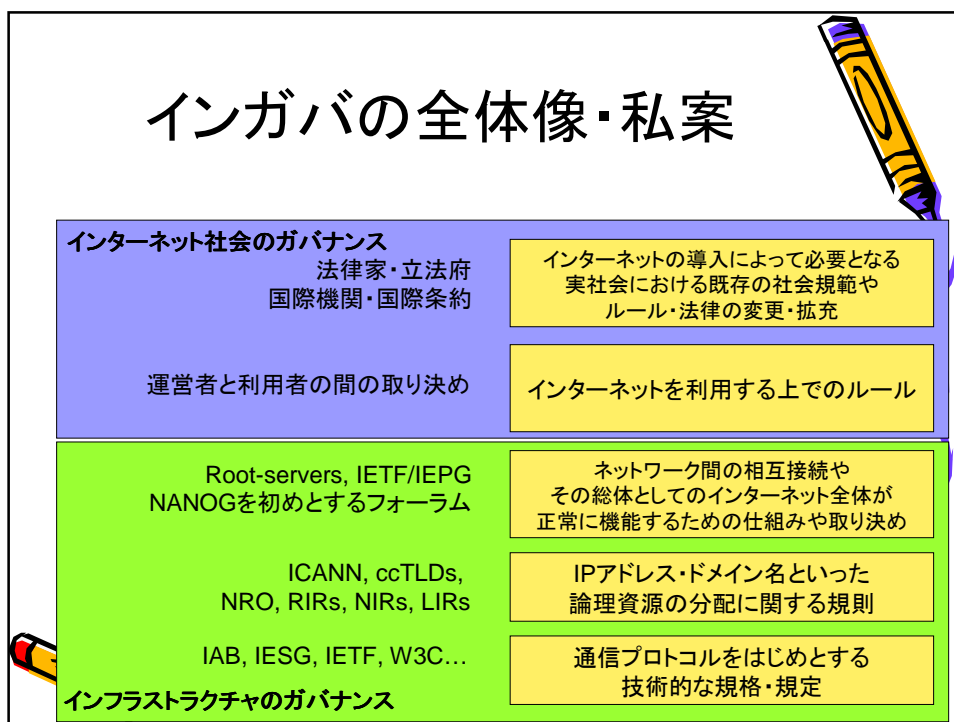 インガバの全体像・私案
インターネット社会のガバナンス
法律家・立法府
国際機関・国際条約
インターネットの導入によって必要となる
実社会における既存の社会規範や
ルール・法律の変更・拡充
運営者と利用者の間の取り決め
インターネットを利用する上でのルール
Root-servers, IETF/IEPG
NANOGを初めとするフォーラム
ネットワーク間の相互接続や
その総体としてのインターネット全体が
正常に機能するための仕組みや取り決め
ICANN, ccTLDs,
NRO, RIRs, NIRs, LIRs
IPアドレス・ドメイン名といった
論理資源の分配に関する規則
IAB, IESG, IETF, W3C…
通信プロトコルをはじめとする
技術的な規格・規定
インフラストラクチャのガバナンス